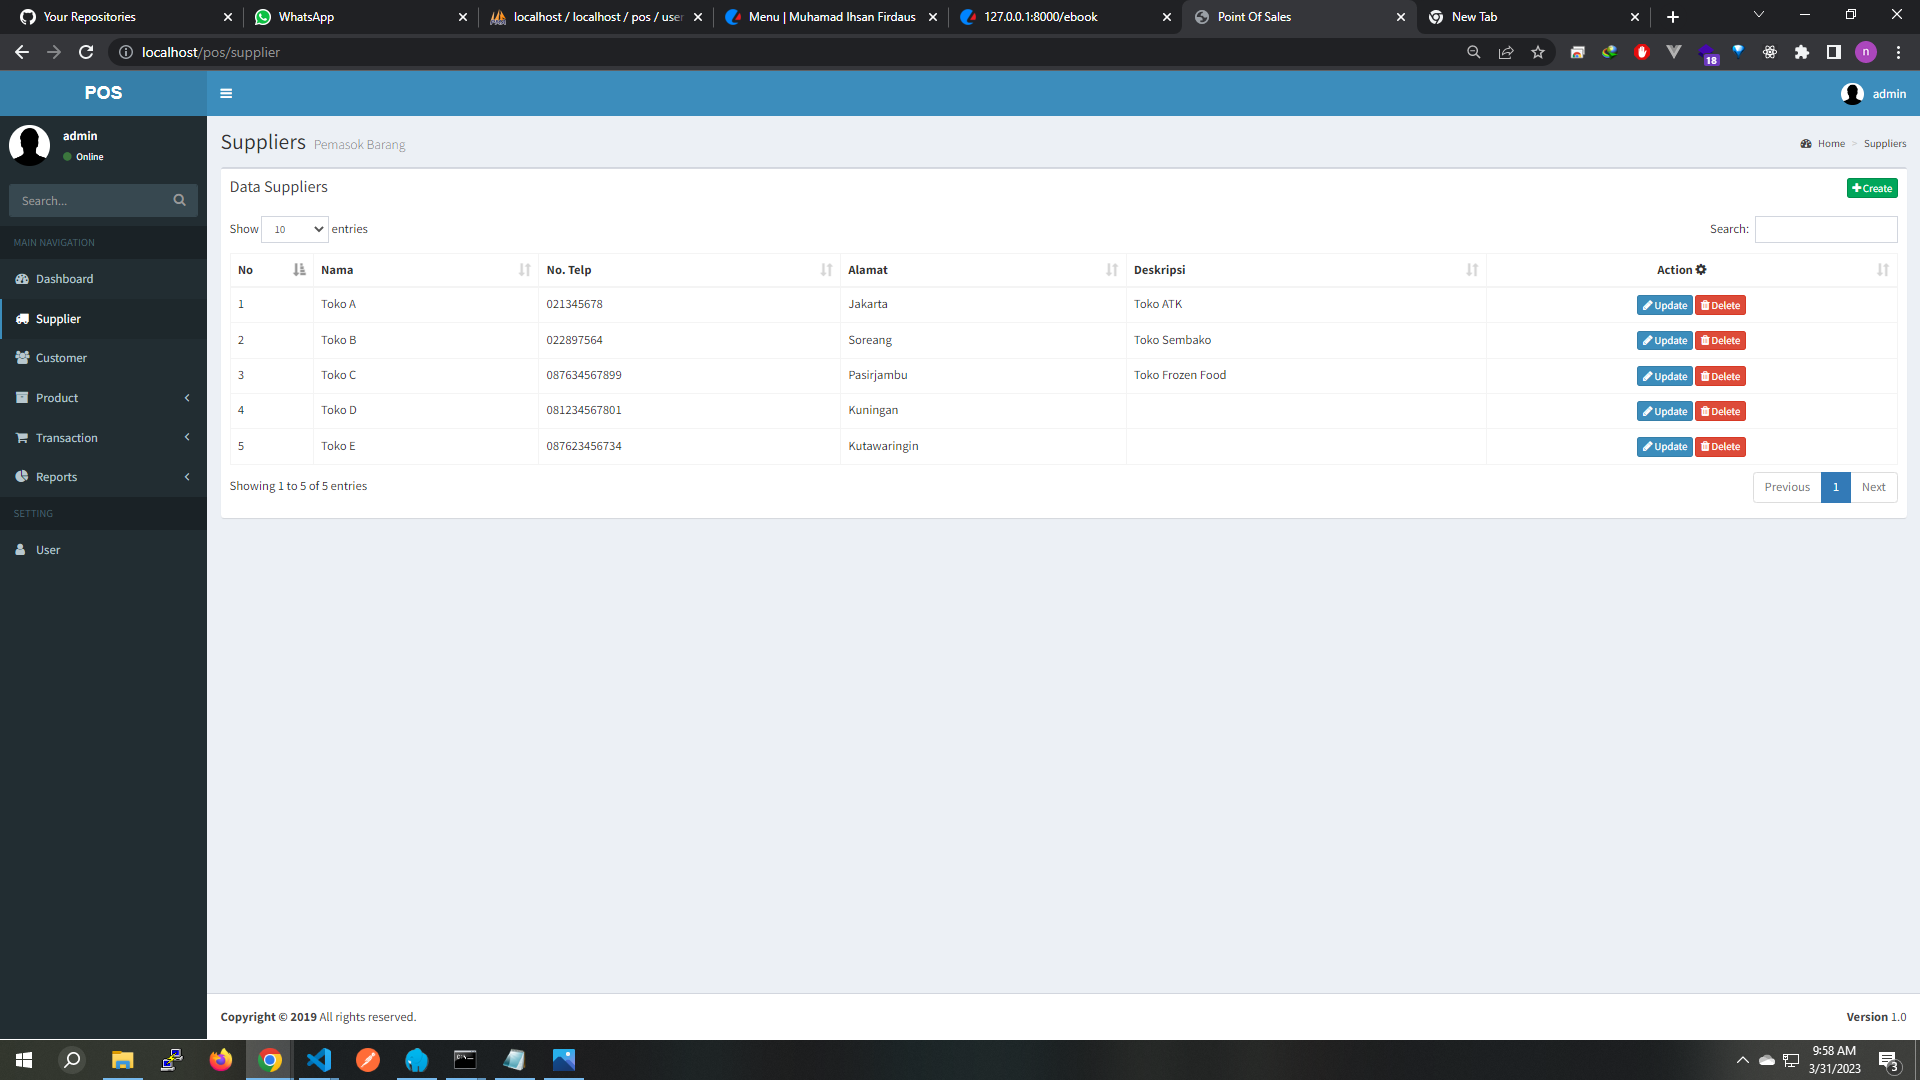 Your Repositories
WhatsApp
localhost / localhost / pos / user
Menu | Muhamad Ihsan Firdaus
127.0.0.1:8000/ebook
Point Of Sales
New Tab
localhost/pos/supplier
18
n
POS
admin
admin
Online
Suppliers Pemasok Barang
Home > Suppliers
Search...
MAIN NAVIGATION
Dashboard
Supplier
Customer
Product
Transaction
Reports
SETTING
User
Data Suppliers
Create
Show 10 entries
Search:
No Nama No. Telp Alamat Deskripsi Action
1 Toko A 021345678 Jakarta Toko ATK Update Delete
2 Toko B 022897564 Soreang Toko Sembako Update Delete
3 Toko C 087634567899 Pasirjambu Toko Frozen Food Update Delete
4 Toko D 081234567801 Kuningan Update Delete
5 Toko E 087623456734 Kutawaringin Update Delete
Showing 1 to 5 of 5 entries
Previous 1 Next
Copyright © 2019 All rights reserved.
Version 1.0
9:58 AM
3/31/2023
3